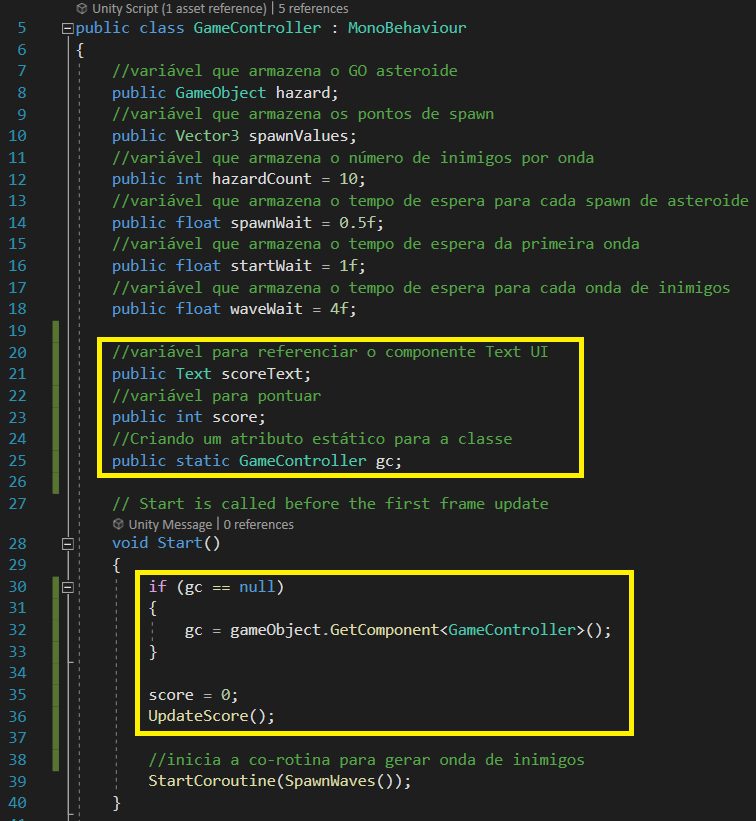 Unity Script (1 asset reference) | 5 references
5 public class GameController : MonoBehaviour
6 {
7 //variável que armazena o GO asteroide
8 public GameObject hazard;
9 //variável que armazena os pontos de spawn
10 public Vector3 spawnValues;
11 //variável que armazena o número de inimigos por onda
12 public int hazardCount = 10;
13 //variável que armazena o tempo de espera para cada spawn de asteroide
14 public float spawnWait = 0.5f;
15 //variável que armazena o tempo de espera da primeira onda
16 public float startWait = 1f;
17 //variável que armazena o tempo de espera para cada onda de inimigos
18 public float waveWait = 4f;
19
20 //variável para referenciar o componente Text UI
21 public Text scoreText;
22 //variável para pontuar
23 public int score;
24 //Criando um atributo estático para a classe
25 public static GameController gc;
26
27 // Start is called before the first frame update
Unity Message | 0 references
28 void Start()
29 {
30 if (gc == null)
31 {
32 gc = gameObject.GetComponent<GameController>();
33 }
34
35 score = 0;
36 UpdateScore();
37
38 //inicia a co-rotina para gerar onda de inimigos
39 StartCoroutine(SpawnWaves());
40 }